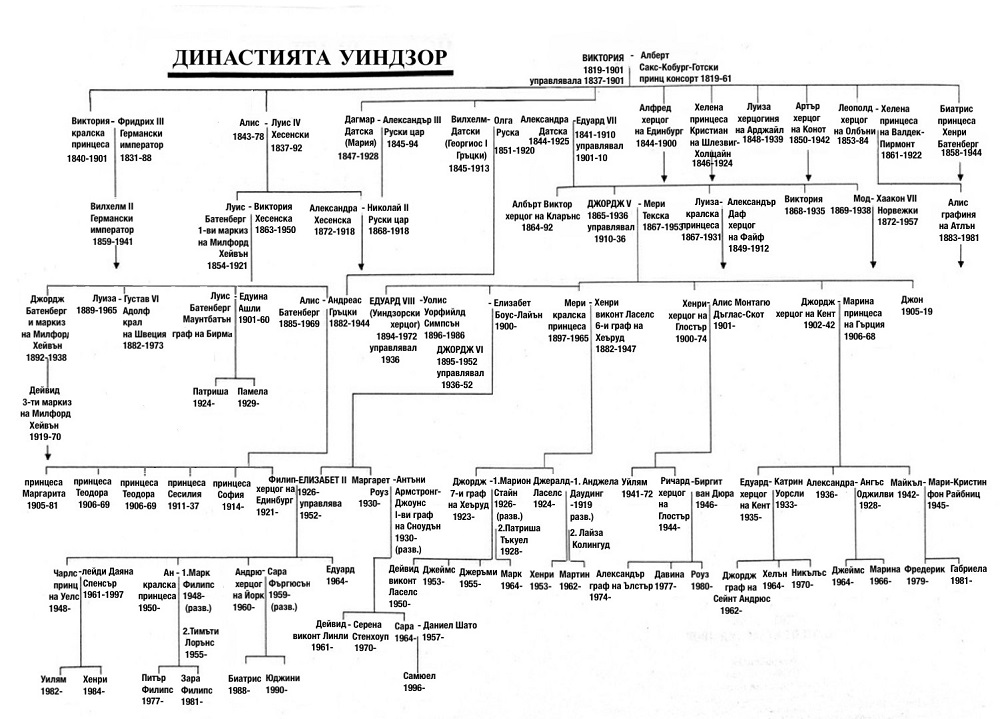 ДИНАСТИЯТА УИНДЗОР
ВИКТОРИЯ
1819-1901
управлявала 1837-1901
Алберт
Сакс-Кобург-Готски
принц консорт 1819-61
Виктория
кралска
принцеса
1840-1901
Фридрих III
Германски
император
1831-88
Алис
1843-78
Луис IV
Хесенски
1837-92
Дагмар
Датска
(Мария)
1847-1928
Александър III
Руски цар
1845-94
Вилхелм
Датски
(Георгиос I
Гръцки)
1845-1913
Олга
Руска
1851-1920
Александра
Датска
1844-1925
Едуард VII
1841-1910
управлявал
1901-10
Алфред
херцог
на Единбург
1844-1900
Хелена
принцеса
Кристиан
на Шлезвиг-
Холщайн
1846-1924
Луиза
херцогиня
на Арджайл
1848-1939
Артър
херцог
на Конот
1850-1942
Леополд
херцог
на Олбъни
1853-84
Хелена
принцеса
на Валдек-
Пирмонт
1861-1922
Биатрис
принцеса
Хенри
Батенберг
1858-1944
Вилхелм II
Германски
император
1859-1941
Луис
Батенберг
1-ви маркиз
на Милфорд
Хейвън
1854-1921
Виктория
Хесенска
1863-1950
Александра
Хесенска
1872-1918
Николай II
Руски цар
1868-1918
Албърт Виктор
херцог на Кларънс
1864-92
ДЖОРДЖ V
1865-1936
управлявал
1910-36
Мери
Текска
1867-1953
Луиза
кралска
принцеса
1867-1931
Александър
Даф
херцог
на Файф
1849-1912
Виктория
1868-1935
Мод
1869-1938
Хаакон VII
Норвежки
1872-1957
Алис
графиня
на Атлън
1883-1981
Джордж
Батенберг
и маркиз
на Милфорд
Хейвън
1892-1938
Луиза
1889-1965
Густав VI
Адолф
крал
на Швеция
1882-1973
Луис
Батенберг
Маунтбатън
граф на Бирма
Едуина
Ашли
1901-60
Алис
Батенберг
1885-1969
Андреас
Гръцки
1882-1944
ЕДУАРД VIII
(Уиндзорски
херцог)
1894-1972
управлявал
1936
Уолис
Уорфийлд
Симпсън
1896-1986
ДЖОРДЖ VI
1895-1952
управлявал
1936-52
Елизабет
Боус-Лайън
1900-
Мери
кралска
принцеса
1897-1965
Хенри
виконт Ласелс
6-и граф на
Хеъруд
1882-1947
Хенри
херцог на
Глостър
1900-74
Алис Монтагю
Дъглас-Скот
1901-
Джордж
херцог на Кент
1902-42
Марина
принцеса
на Гърция
1906-68
Джон
1905-19
Дейвид
3-ти маркиз
на Милфорд
Хейвън
1919-70
Патриша
1924-
Памела
1929-
принцеса
Маргарита
1905-81
принцеса
Теодора
1906-69
принцеса
Теодора
1906-69
принцеса
Сесилия
1911-37
принцеса
София
1914-
Филип
херцог на
Единбург
1921-
ЕЛИЗАБЕТ II
1926-
управлява
1952-
Маргарет
Роуз
1930-
Антъни
Армстронг-
Джоунс
I-ви граф
на Сноудън
1930-
(разв.)
Джордж
7-и граф
на Хеъруд
1923-
1.Марион
Стайн
1926-
(разв.)
2.Патриша
Тъкуел
1928-
Джералд
Ласелс
1924-
1. Анджела
Даудинг
-1919
разв.)
2. Лайза
Колингуд
Уйлям
1941-72
Ричард
херцог
на
Глостър
1944-
Биргит
ван Дюра
1946-
Едуард
херцог
на Кент
1935-
Катрин
Уорсли
1933-
Александра
1936-
Ангъс
Оджилви
1928-
Майкъл
1942-
Мари-Кристин
фон Райбниц
1945-
Чарлс
принц
на Уелс
1948-
лейди Даяна
Спенсър
1961-1997
Ан
кралска
принцеса
1950-
1.Марк
Филипс
1948-
(разв.)
2.Тимъти
Лорънс
1955-
Андрю
херцог
на Йорк
1960-
Сара
Фъргюсън
1959-
(разв.)
Едуард
1964-
Дейвид
виконт
Ласелс
1950-
Джеймс
1953-
Джеръми
1955-
Марк
1964-
Хенри
1953-
Мартин
1962-
Александър
граф на Ълстър
1974-
Давина
1977-
Роуз
1980-
Джордж
граф на
Сейнт Андрюс
1962-
Хелън
1964-
Никълъс
1970-
Джеймс
1964-
Марина
1966-
Фредерик
1979-
Габриела
1981-
Дейвид
виконт Линли
1961-
Серена
Стенхоуп
1970-
Сара
1964-
Даниел Шато
1957-
Уилям
1982-
Хенри
1984-
Питър
Филипс
1977-
Зара
Филипс
1981-
Биатрис
1988-
Юджини
1990-
Самюел
1996-